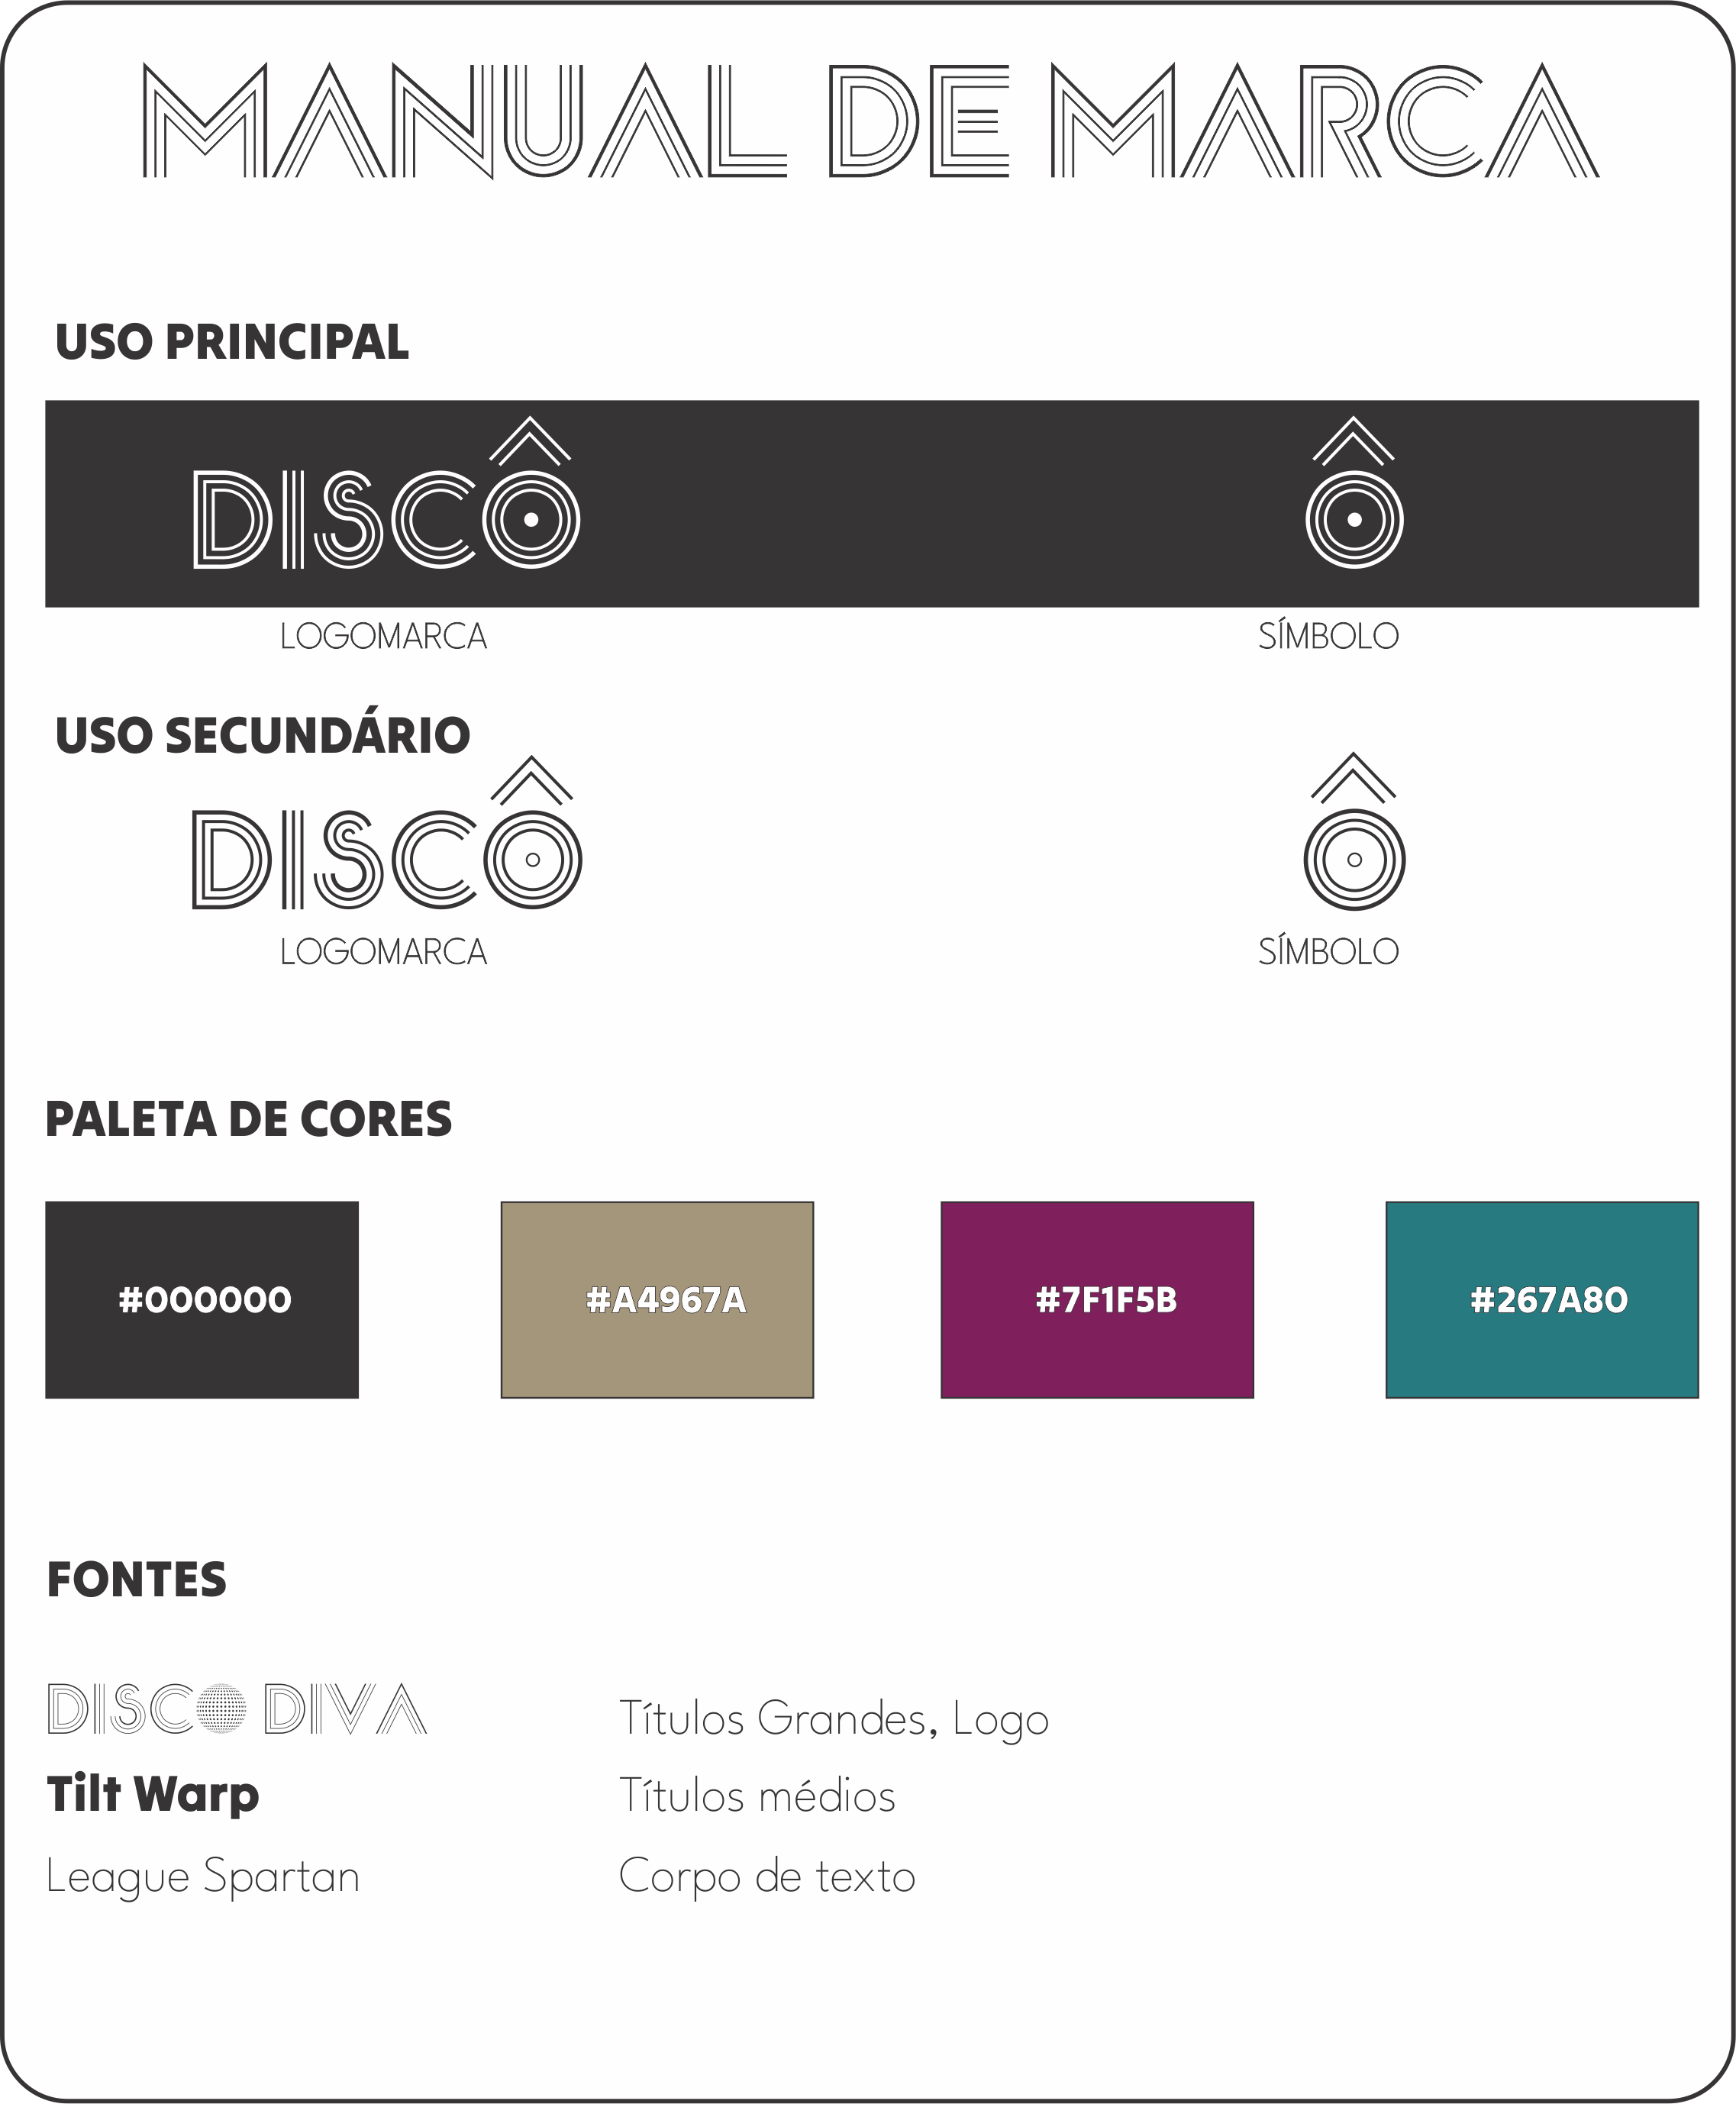 MANUAL DE MARCA
USO PRINCIPAL
DISCÔ
Ô
LOGOMARCA
SÍMBOLO
USO SECUNDÁRIO
DISCÔ
Ô
LOGOMARCA
SÍMBOLO
PALETA DE CORES
#000000
#A4967A
#7F1F5B
#267A80
FONTES
DISCO DIVA
Títulos Grandes, Logo
Tilt Warp
Títulos médios
League Spartan
Corpo de texto